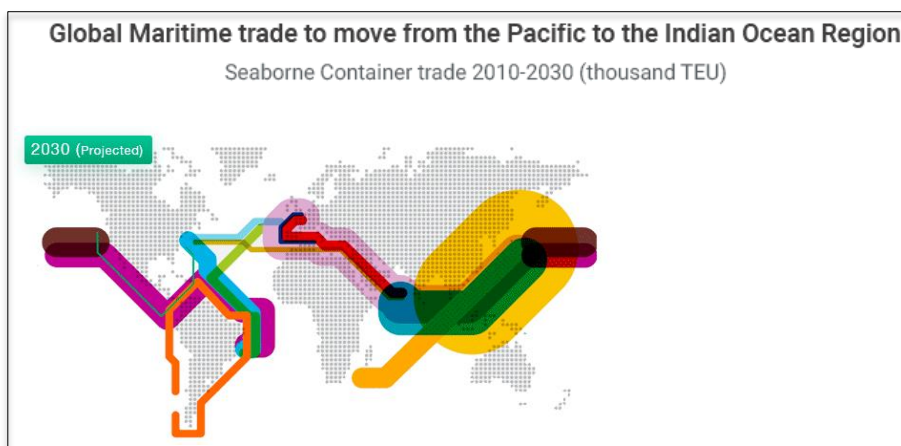 Global Maritime trade to move from the Pacific to the Indian Ocean Region
Seaborne Container trade 2010-2030 (thousand TEU)
2030 (Projected)